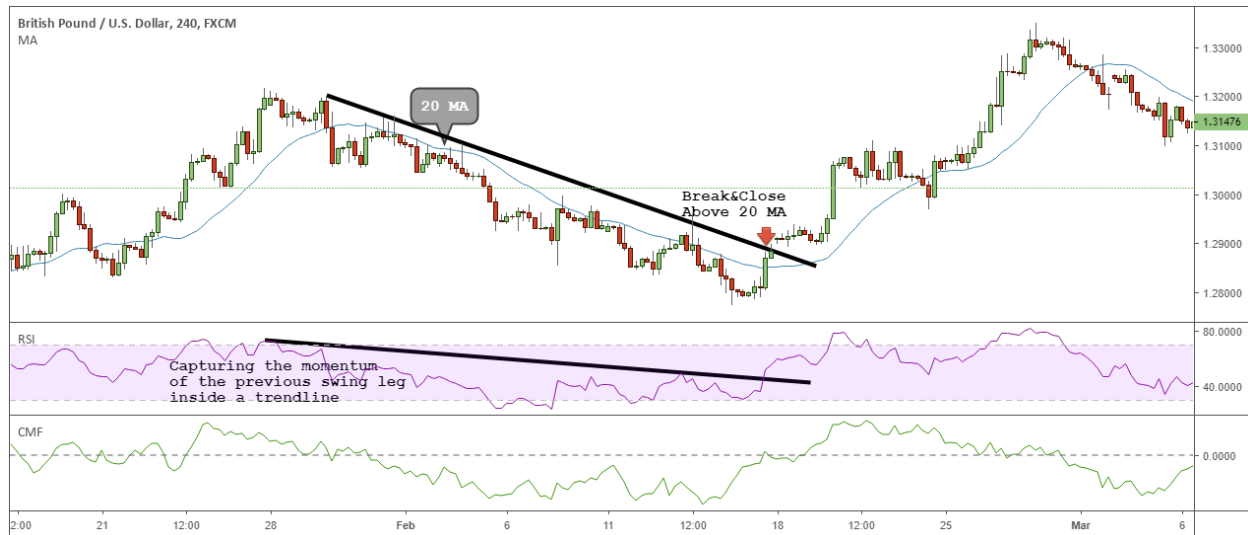 British Pound / U.S. Dollar, 240, FXCM
MA
20 MA
Break&Close
Above 20 MA
1.33000
1.32000
1.31476
1.31000
1.30000
1.29000
1.28000
RSI
Capturing the momentum
of the previous swing leg
inside a trendline
80.0000
40.0000
CMF
0.0000
2:00 21 12:00 28 Feb 6 11 12:00 18 12:00 25 Mar 6